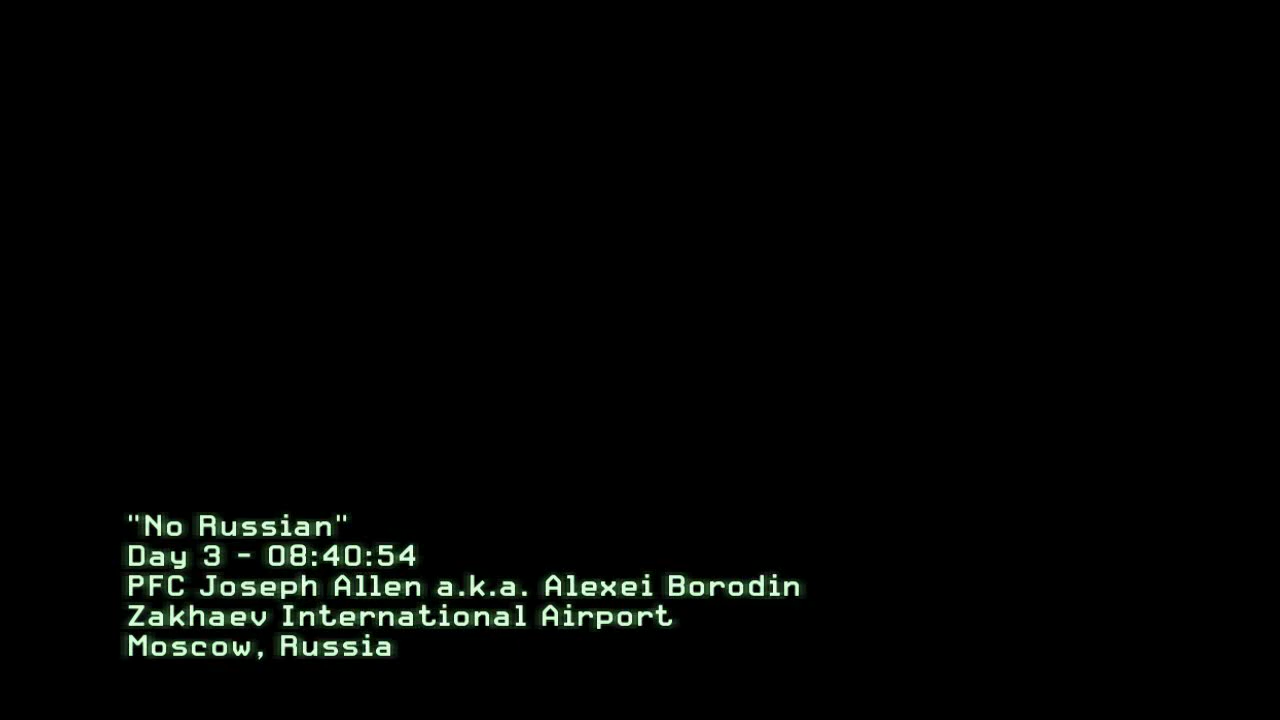 "No Russian"
Day 3 - 08:40:54
PFC Joseph Allen a.k.a. Alexei Borodin
Zakhaev International Airport
Moscow, Russia